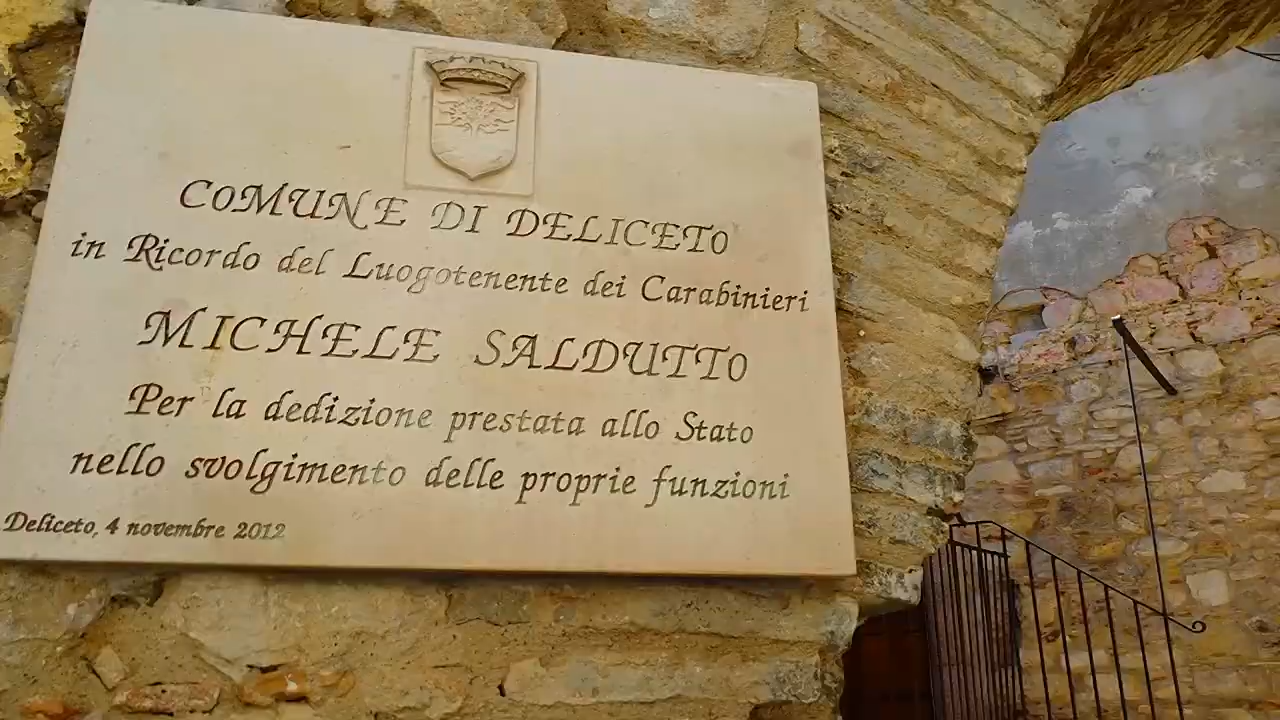 COMUNE DI DELICETO
in Ricordo del Luogotenente dei Carabinieri
MICHELE SALDUTTO
Per la dedizione prestata allo Stato
nello svolgimento delle proprie funzioni
Deliceto, 4 novembre 2012